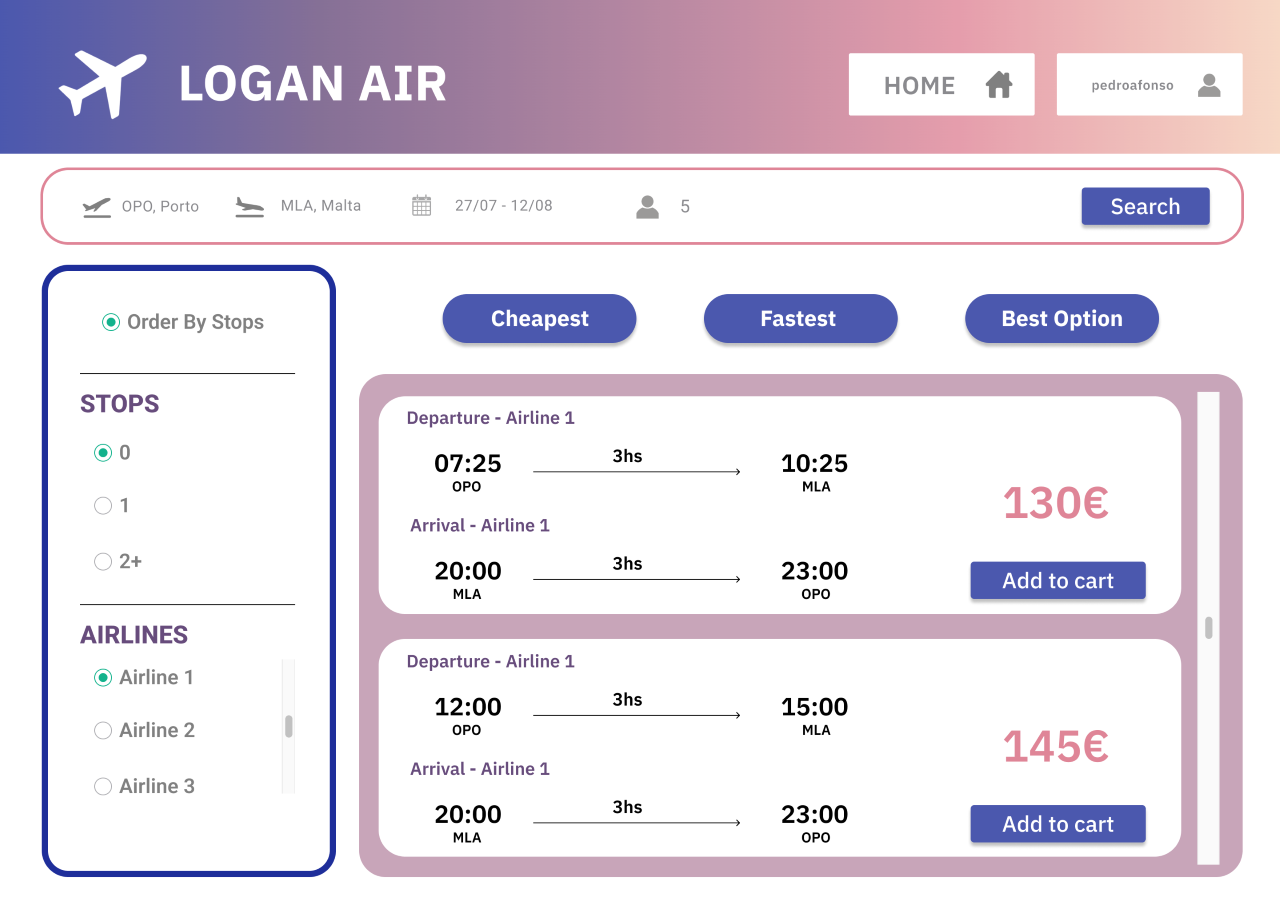 LOGAN AIR
HOME
pedroafonso
OPO, Porto
MLA, Malta
27/07 - 12/08
5
Search
Order By Stops
STOPS
0
1
2+
AIRLINES
Airline 1
Airline 2
Airline 3
Cheapest
Fastest
Best Option
Departure - Airline 1
07:25
3hs
10:25
OPO
MLA
Arrival - Airline 1
20:00
3hs
23:00
MLA
OPO
130€
Add to cart
Departure - Airline 1
12:00
3hs
15:00
OPO
MLA
Arrival - Airline 1
20:00
3hs
23:00
MLA
OPO
145€
Add to cart